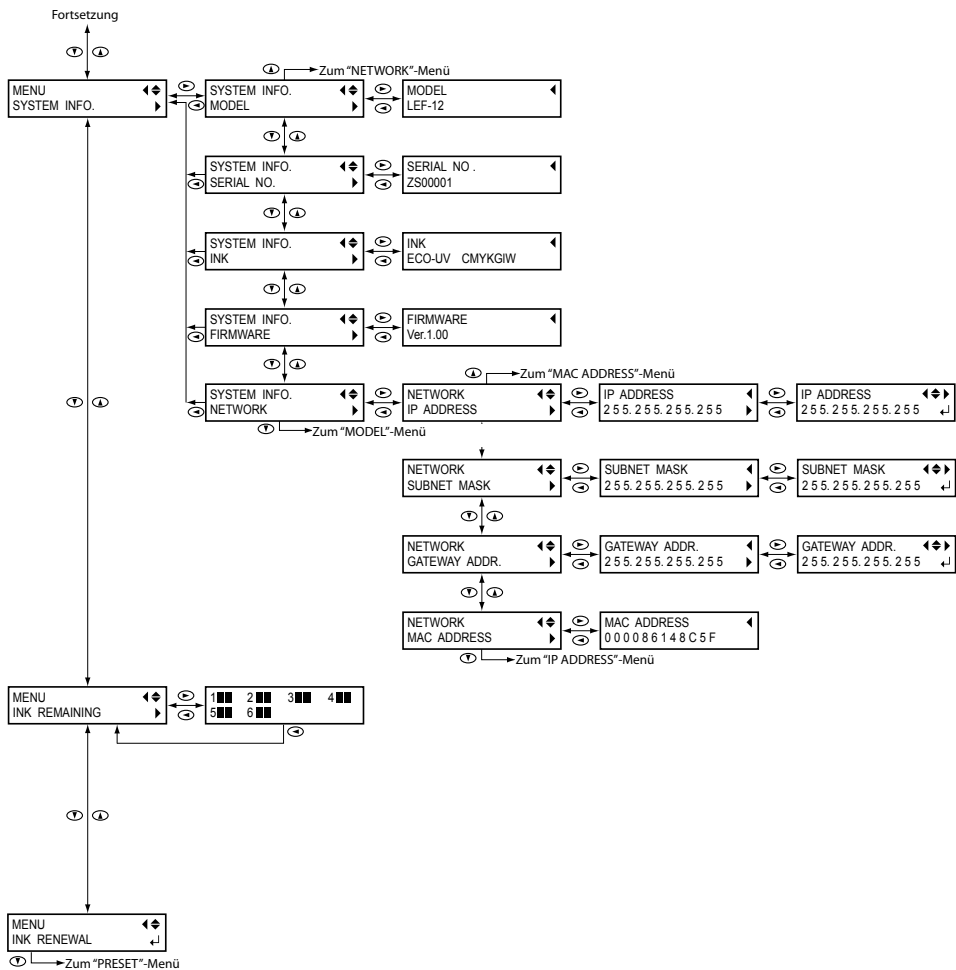 Fortsetzung
Zum "NETWORK"-Menü
MENU
SYSTEM INFO.
SYSTEM INFO.
MODEL
MODEL
LEF-12
SYSTEM INFO.
SERIAL NO.
SERIAL NO .
ZS00001
SYSTEM INFO.
INK
INK
ECO-UV CMYKGlW
SYSTEM INFO.
FIRMWARE
FIRMWARE
Ver.1.00
Zum "MAC ADDRESS"-Menü
SYSTEM INFO.
NETWORK
NETWORK
IP ADDRESS
IP ADDRESS
255.255.255.255
IP ADDRESS
255.255.255.255
Zum "MODEL"-Menü
NETWORK
SUBNET MASK
SUBNET MASK
255.255.255.255
SUBNET MASK
255.255.255.255
NETWORK
GATEWAY ADDR.
GATEWAY ADDR.
255.255.255.255
GATEWAY ADDR.
255.255.255.255
NETWORK
MAC ADDRESS
MAC ADDRESS
000086148C5F
Zum "IP ADDRESS"-Menü
MENU
INK REMAINING
1 2 3 4
5 6
MENU
INK RENEWAL
Zum "PRESET"-Menü